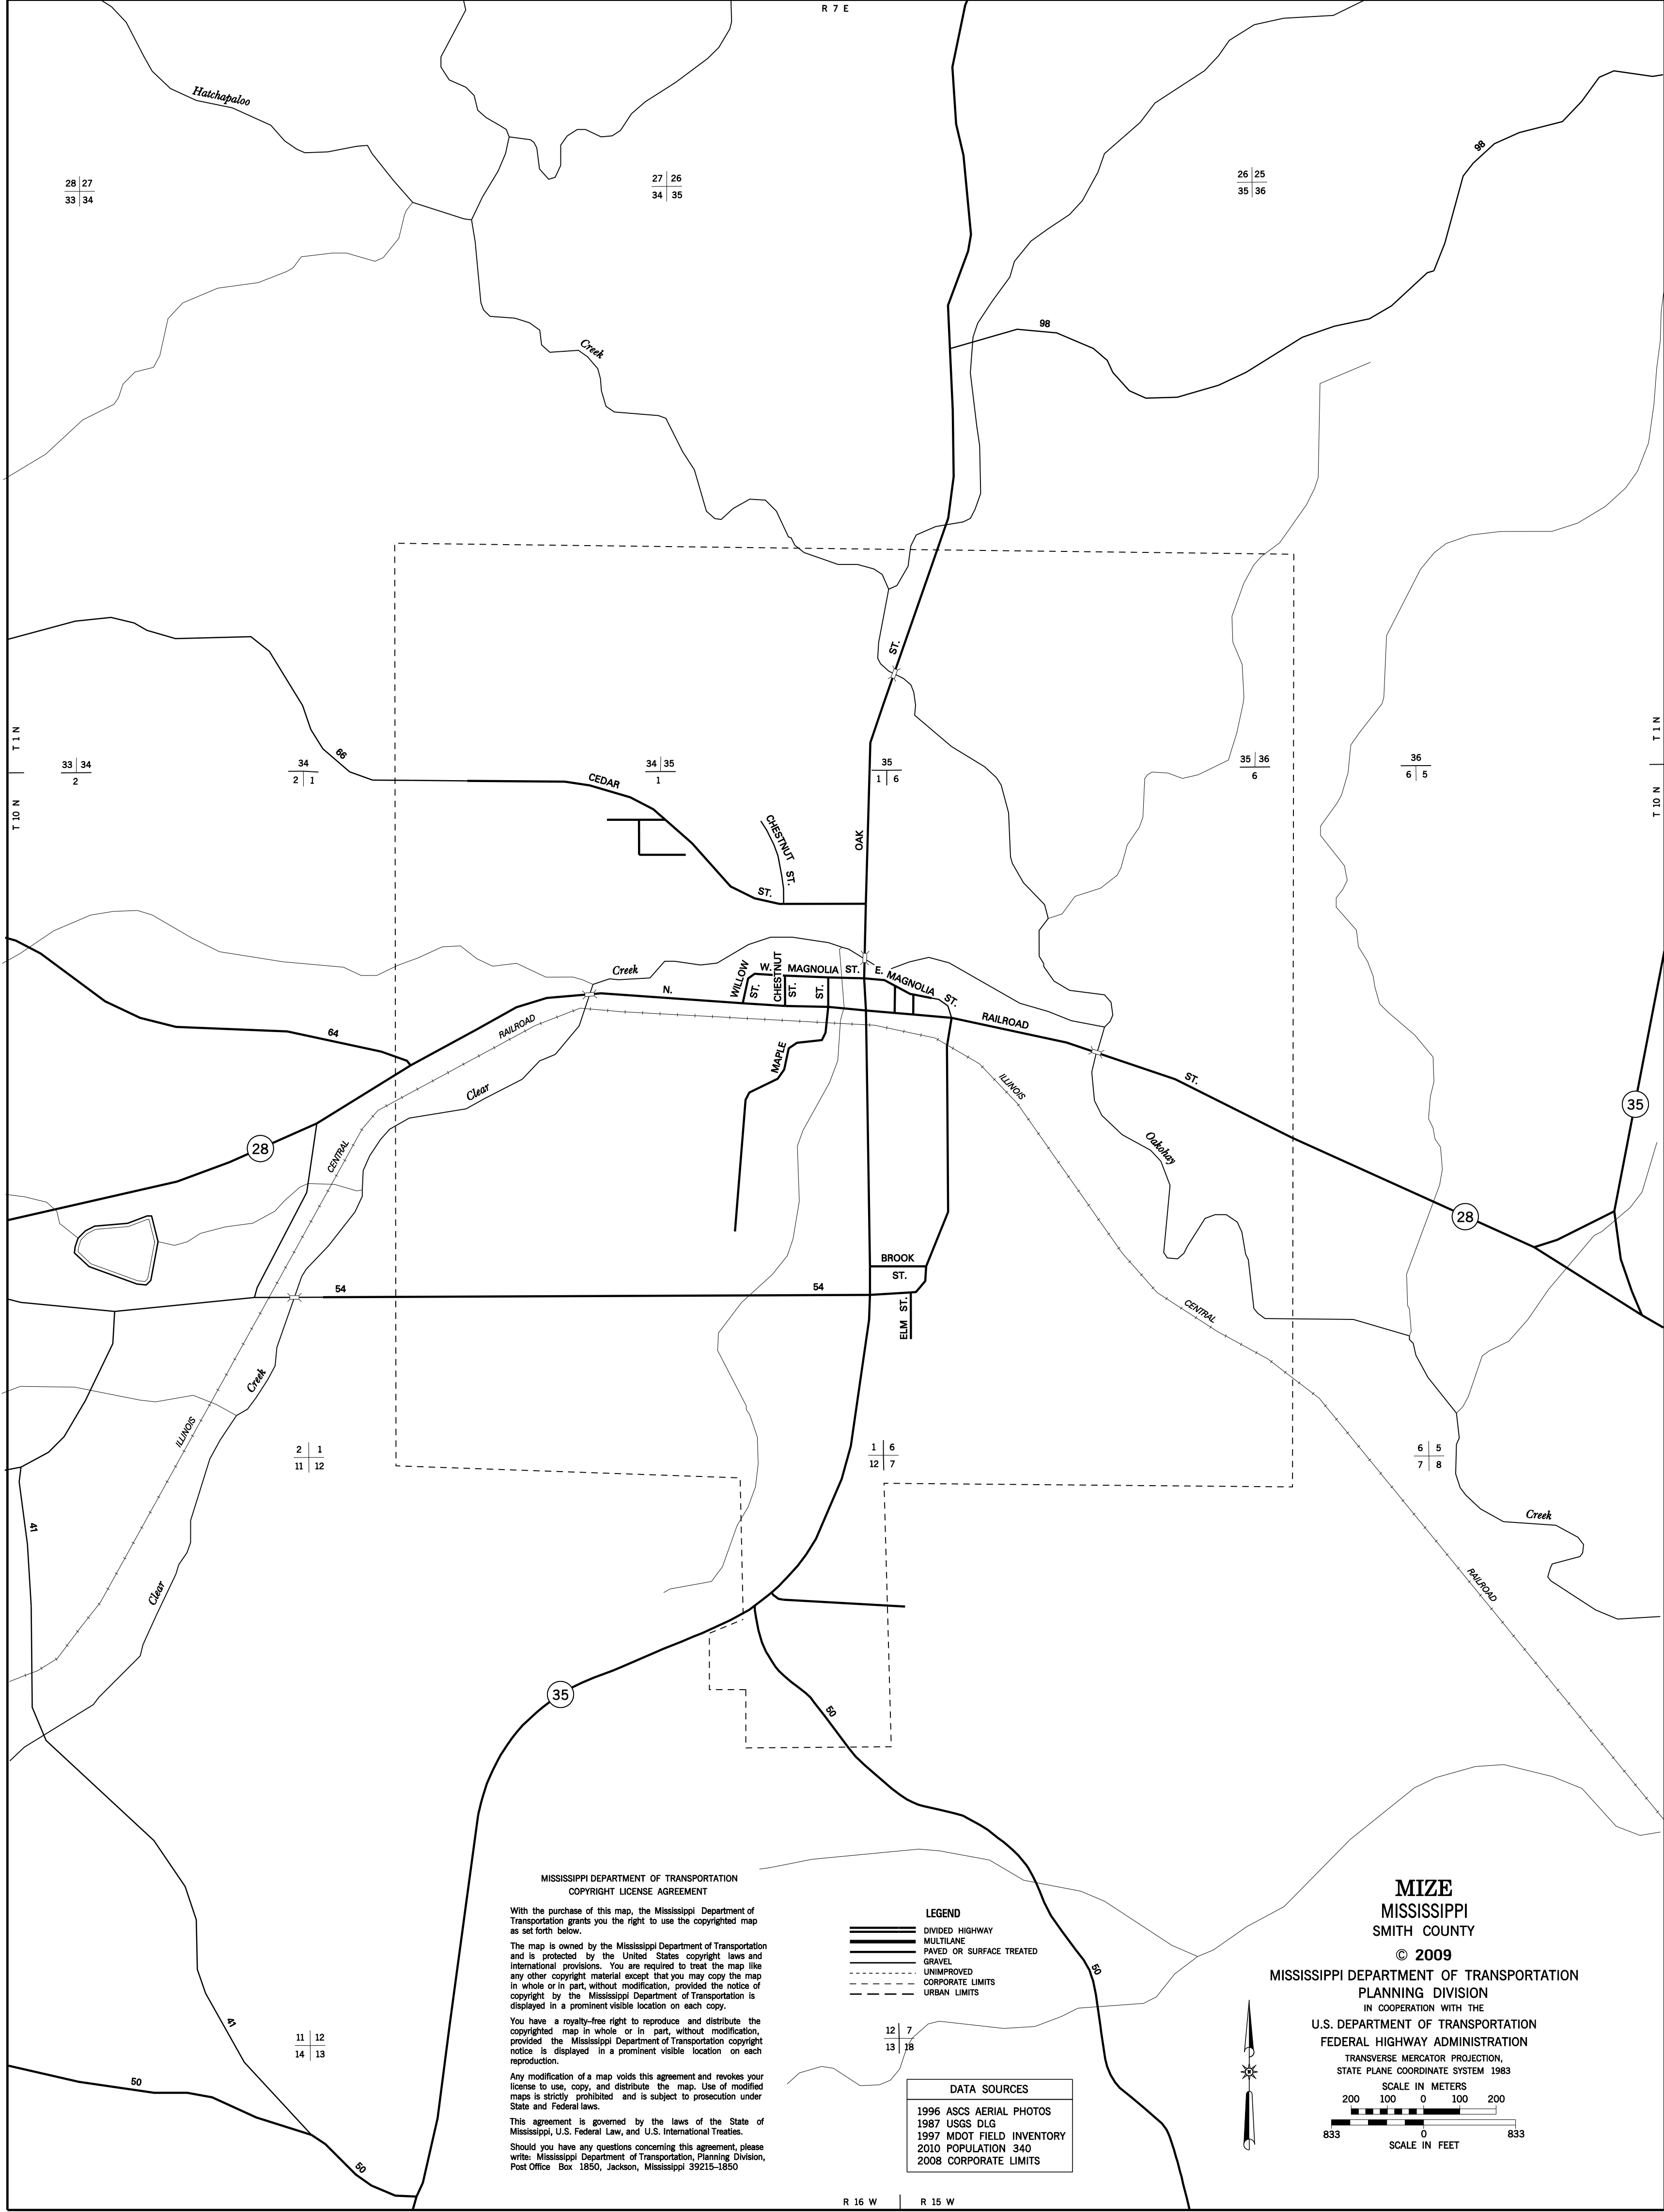 R 7 E
Hatchapaloo
98
28 27
33 34
27 26
34 35
26 25
35 36
98
Creek
ST.
T 1 N
T 10 N
33 34
2
34
2 1
66
34 35
1
CEDAR
35
1 6
35 36
6
36
6 5
T 1 N
T 10 N
CHESTNUT ST.
OAK
ST.
Creek
N.
WILLOW ST.
W. MAGNOLIA ST.
CHESTNUT ST.
ST.
E. MAGNOLIA ST.
RAILROAD
64
RAILROAD
MAPLE
Clear
ILLINOIS
ST.
35
28
CENTRAL
Oakohay
28
BROOK
ST.
54
54
ELM ST.
CENTRAL
Creek
ILLINOIS
2 1
11 12
1 6
12 7
6 5
7 8
Creek
41
Clear
RAILROAD
35
50
MISSISSIPPI DEPARTMENT OF TRANSPORTATION
COPYRIGHT LICENSE AGREEMENT
With the purchase of this map, the Mississippi Department of
Transportation grants you the right to use the copyrighted map
as set forth below.
The map is owned by the Mississippi Department of Transportation
and is protected by the United States copyright laws and
international provisions. You are required to treat the map like
any other copyright material except that you may copy the map
in whole or in part, without modification, provided the notice of
copyright by the Mississippi Department of Transportation is
displayed in a prominent visible location on each copy.
You have a royalty-free right to reproduce and distribute the
copyrighted map in whole or in part, without modification,
provided the Mississippi Department of Transportation copyright
notice is displayed in a prominent visible location on each
reproduction.
Any modification of a map voids this agreement and revokes your
license to use, copy, and distribute the map. Use of modified
maps is strictly prohibited and is subject to prosecution under
State and Federal laws.
This agreement is governed by the laws of the State of
Mississippi, U.S. Federal Law, and U.S. International Treaties.
Should you have any questions concerning this agreement, please
write: Mississippi Department of Transportation, Planning Division,
Post Office Box 1850, Jackson, Mississippi 39215-1850
LEGEND
DIVIDED HIGHWAY
MULTILANE
PAVED OR SURFACE TREATED
GRAVEL
UNIMPROVED
CORPORATE LIMITS
URBAN LIMITS
50
MIZE
MISSISSIPPI
SMITH COUNTY
© 2009
MISSISSIPPI DEPARTMENT OF TRANSPORTATION
PLANNING DIVISION
IN COOPERATION WITH THE
U.S. DEPARTMENT OF TRANSPORTATION
FEDERAL HIGHWAY ADMINISTRATION
TRANSVERSE MERCATOR PROJECTION,
STATE PLANE COORDINATE SYSTEM 1983
SCALE IN METERS
200 100 0 100 200
833 0 833
SCALE IN FEET
41
11 12
14 13
12 7
13 18
50
50
DATA SOURCES
1996 ASCS AERIAL PHOTOS
1987 USGS DLG
1997 MDOT FIELD INVENTORY
2010 POPULATION 340
2008 CORPORATE LIMITS
R 16 W R 15 W